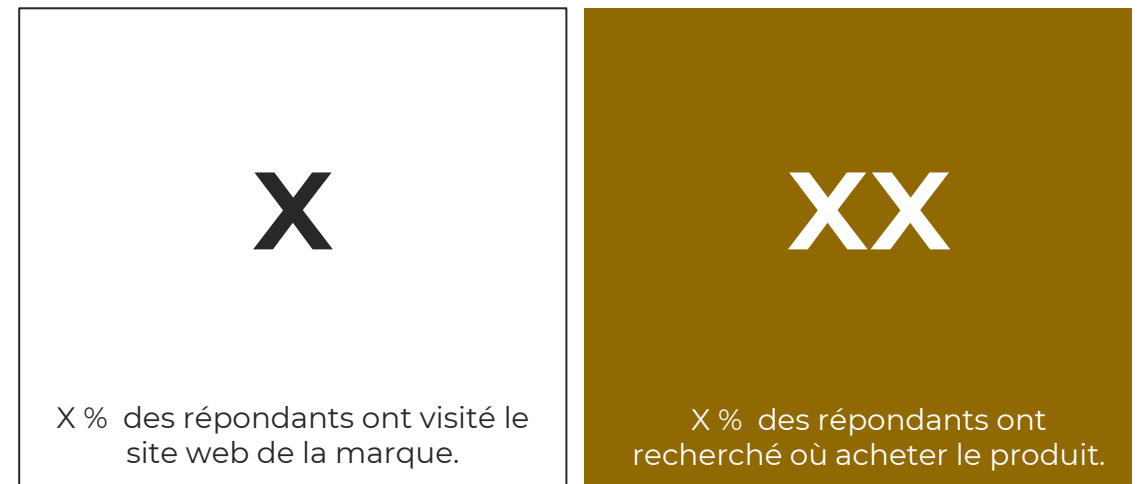 X
X % des répondants ont visité le
site web de la marque.
XX
X % des répondants ont
recherché où acheter le produit.